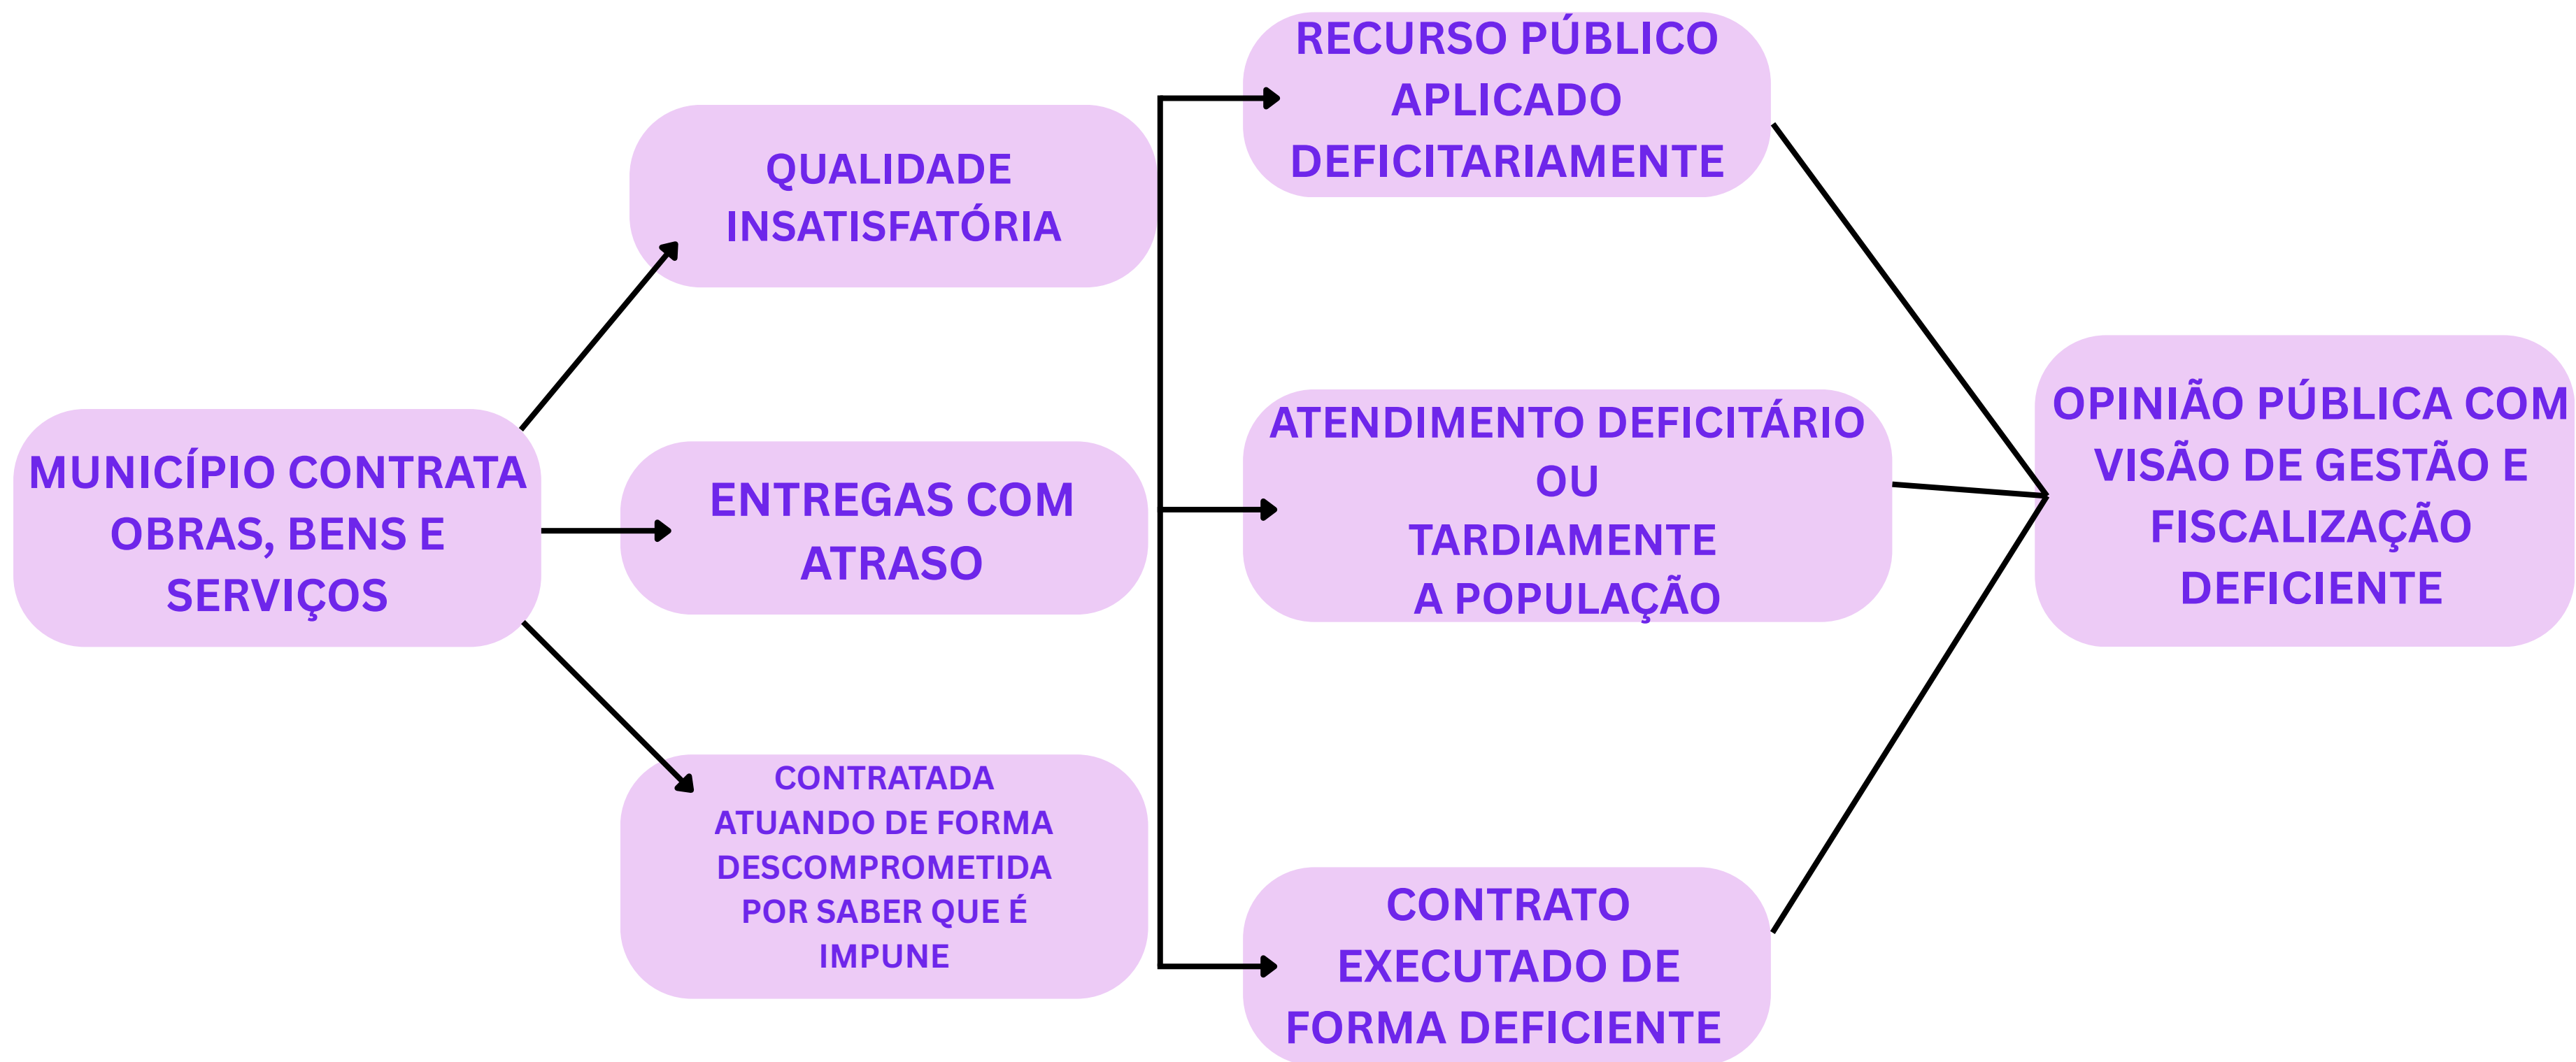 MUNICÍPIO CONTRATA
OBRAS, BENS E
SERVIÇOS
QUALIDADE
INSATISFATÓRIA
ENTREGAS COM
ATRASO
CONTRATADA
ATUANDO DE FORMA
DESCOMPROMETIDA
POR SABER QUE É
IMPUNE
RECURSO PÚBLICO
APLICADO
DEFICITARIAMENTE
ATENDIMENTO DEFICITÁRIO
OU
TARDIAMENTE
A POPULAÇÃO
CONTRATO
EXECUTADO DE
FORMA DEFICIENTE
OPINIÃO PÚBLICA COM
VISÃO DE GESTÃO E
FISCALIZAÇÃO
DEFICIENTE